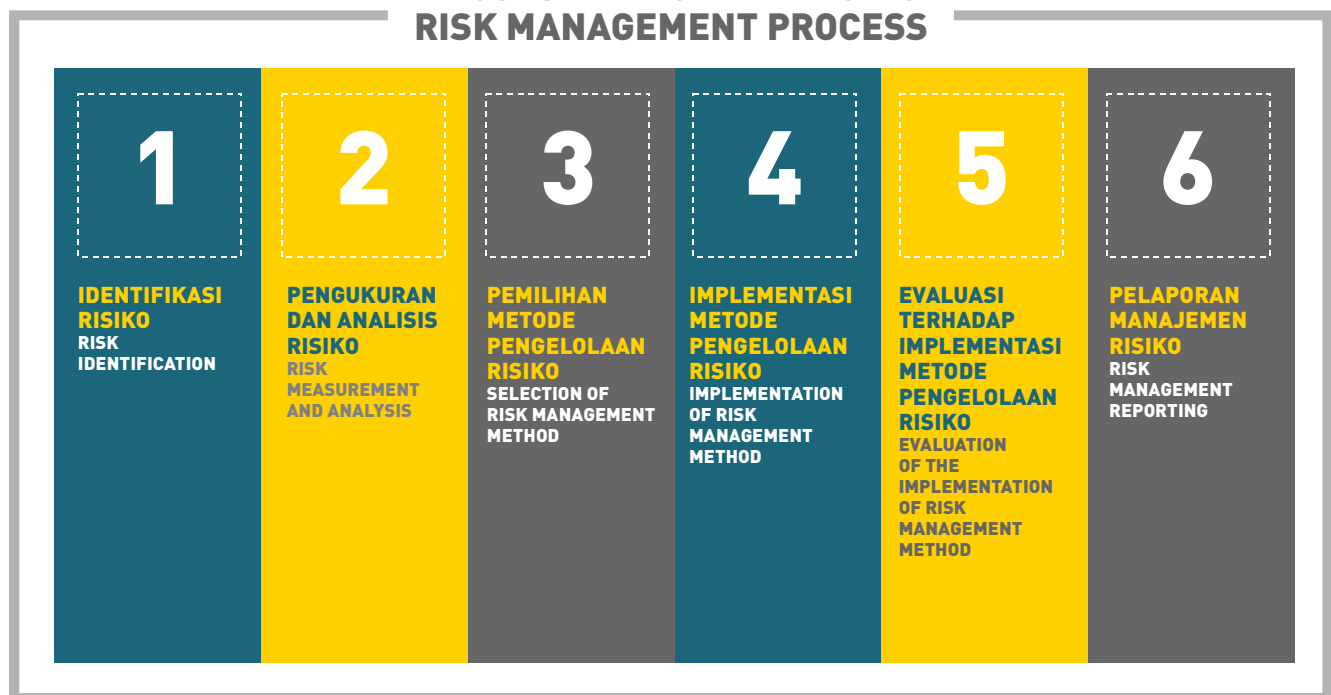 RISK MANAGEMENT PROCESS
1
IDENTIFIKASI
RISIKO
RISK
IDENTIFICATION
2
PENGUKURAN
DAN ANALISIS
RISIKO
RISK
MEASUREMENT
AND ANALYSIS
3
PEMILIHAN
METODE
PENGELOLAAN
RISIKO
SELECTION OF
RISK MANAGEMENT
METHOD
4
IMPLEMENTASI
METODE
PENGELOLAAN
RISIKO
IMPLEMENTATION
OF RISK
MANAGEMENT
METHOD
5
EVALUASI
TERHADAP
IMPLEMENTASI
METODE
PENGELOLAAN
RISIKO
EVALUATION
OF THE
IMPLEMENTATION
OF RISK
MANAGEMENT
METHOD
6
PELAPORAN
MANAJEMEN
RISIKO
RISK
MANAGEMENT
REPORTING